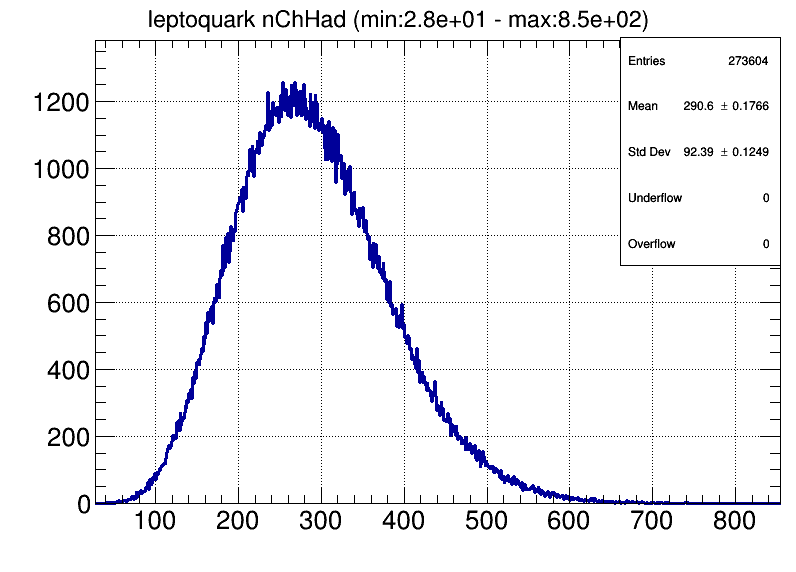 leptoquark nChHad (min:2.8e+01 - max:8.5e+02)
Entries 273604
Mean 290.6 ± 0.1766
Std Dev 92.39 ± 0.1249
Underflow 0
Overflow 0
1200
1000
800
600
400
200
0
100 200 300 400 500 600 700 800